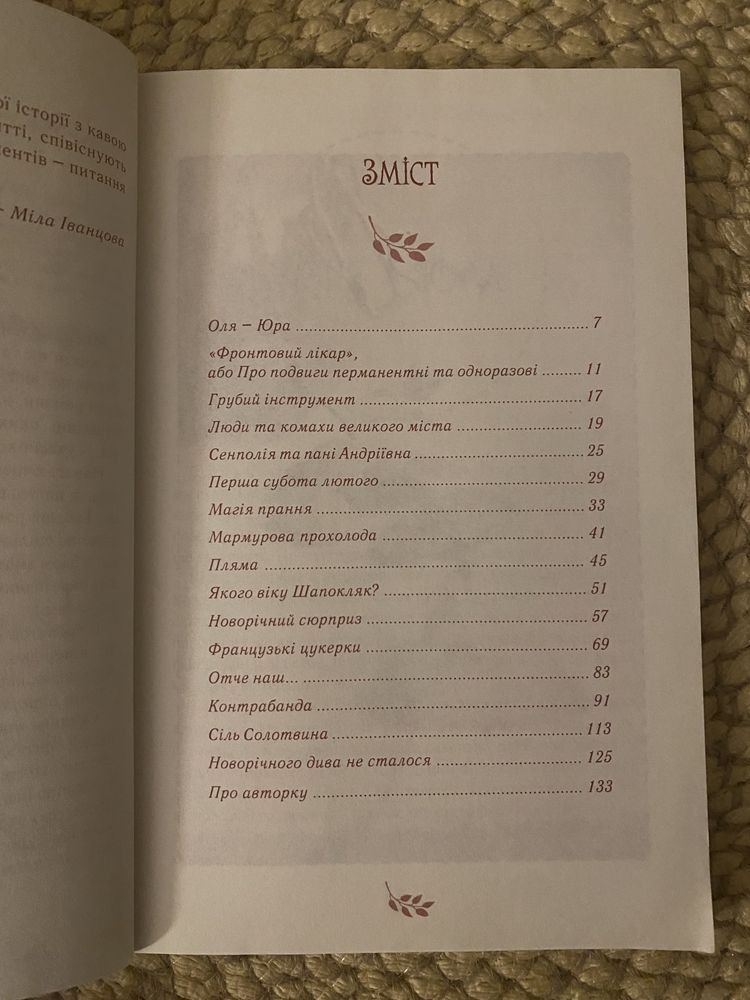 історії з кавою
співіснують
— питання
Міла Іванцова
ЗМІСТ
Оля – Юра ........ 7
«Фронтовий лікар»,
або Про подвиги перманентні та одноразові ........ 11
Грубий інструмент ........ 17
Люди та комахи великого міста ........ 19
Сенполія та пані Андріївна ........ 25
Перша субота лютого ........ 29
Магія прання ........ 33
Мармурова прохолода ........ 41
Пляма ........ 45
Якого віку Шапокляк? ........ 51
Новорічний сюрприз ........ 57
Французькі цукерки ........ 69
Отче наш... ........ 83
Контрабанда ........ 91
Сіль Солотвина ........ 113
Новорічного дива не сталося ........ 125
Про авторку ........ 133